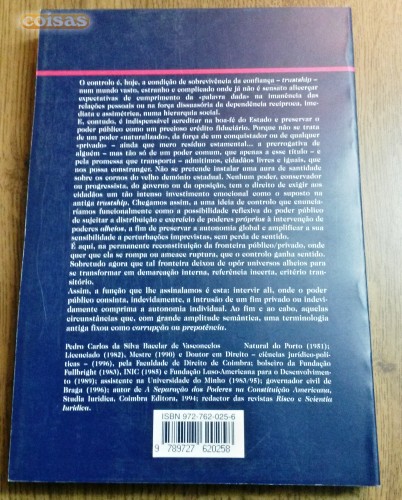 coisas
O controlo é, hoje, a condição de sobrevivência da confiança – trustship –
num mundo vasto, estranho e complicado onde já não é sensato alicerçar
expectativas de cumprimento da «palavra dada» na imanência das
relações pessoais ou na força dissuasória da dependência recíproca, ime-
diata e assimétrica, numa hierarquia social.
E, contudo, é indispensável acreditar na boa-fé do Estado e preservar o
poder público como um precioso crédito fiduciário. Porque não se trata
de um poder «naturalizado», da força de um conquistador ou de qualquer
«privado» – ainda que mero resíduo estamental... a prerrogativa de
alguém – mas tão só de um poder comum, que apenas a esse título – e
pela promessa que transporta – admitimos, cidadãos livres e iguais, que
nos possa constranger. Não se pretende instalar uma aura de santidade
sobre os cornos do velho demónio estadual. Nenhum poder, conservador
ou progressista, do governo ou da oposição, tem o direito de exigir aos
cidadãos um tão intenso investimento emocional como o suposto na
antiga trustship. Chegamos assim, a uma ideia de controlo que enuncia-
ríamos funcionalmente como a possibilidade reflexiva do poder público
de sujeitar a distribuição e exercício de poderes próprios à intervenção de
poderes alheios, a fim de preservar a autonomia global e amplificar a sua
sensibilidade a perturbações imprevistas, sem perda de sentido.
É aqui, na permanente reconstituição da fronteira público/privado, onde
quer que ela se rompa ou ameace ruptura, que o controlo ganha sentido.
Sobretudo agora que tal fronteira deixou de opôr universos alheios para
se transformar em demarcação interna, referência incerta, critério tran-
sitório.
Assim, a função que lhe assinalamos é esta: intervir ali, onde o poder
público consinta, indevidamente, a intrusão de um fim privado ou indevi-
damente comprima a autonomia individual. Ao fim e ao cabo, aquelas
circunstâncias que, com grande amplitude semântica, uma terminologia
antiga fixou como corrupção ou prepotência.
Pedro Carlos da Silva Bacelar de Vasconcelos Natural do Porto (1951);
Licenciado (1982), Mestre (1990) e Doutor em Direito – ciências jurídico-polí-
ticas – (1996), pela Faculdade de Direito de Coimbra; bolseiro da Fundação
Fullbright (1983), INIC (1988) e Fundação Luso-Americana para o Desenvolvimen-
to (1989); assistente na Universidade do Minho (1983/95); governador civil de
Braga (1996); autor de A Separação dos Poderes na Constituição Americana,
Studia Iuridica, Coimbra Editora, 1994; redactor das revistas Risco e Scientia
Iuridica.
ISBN 972-762-025-6
9 789727 620258